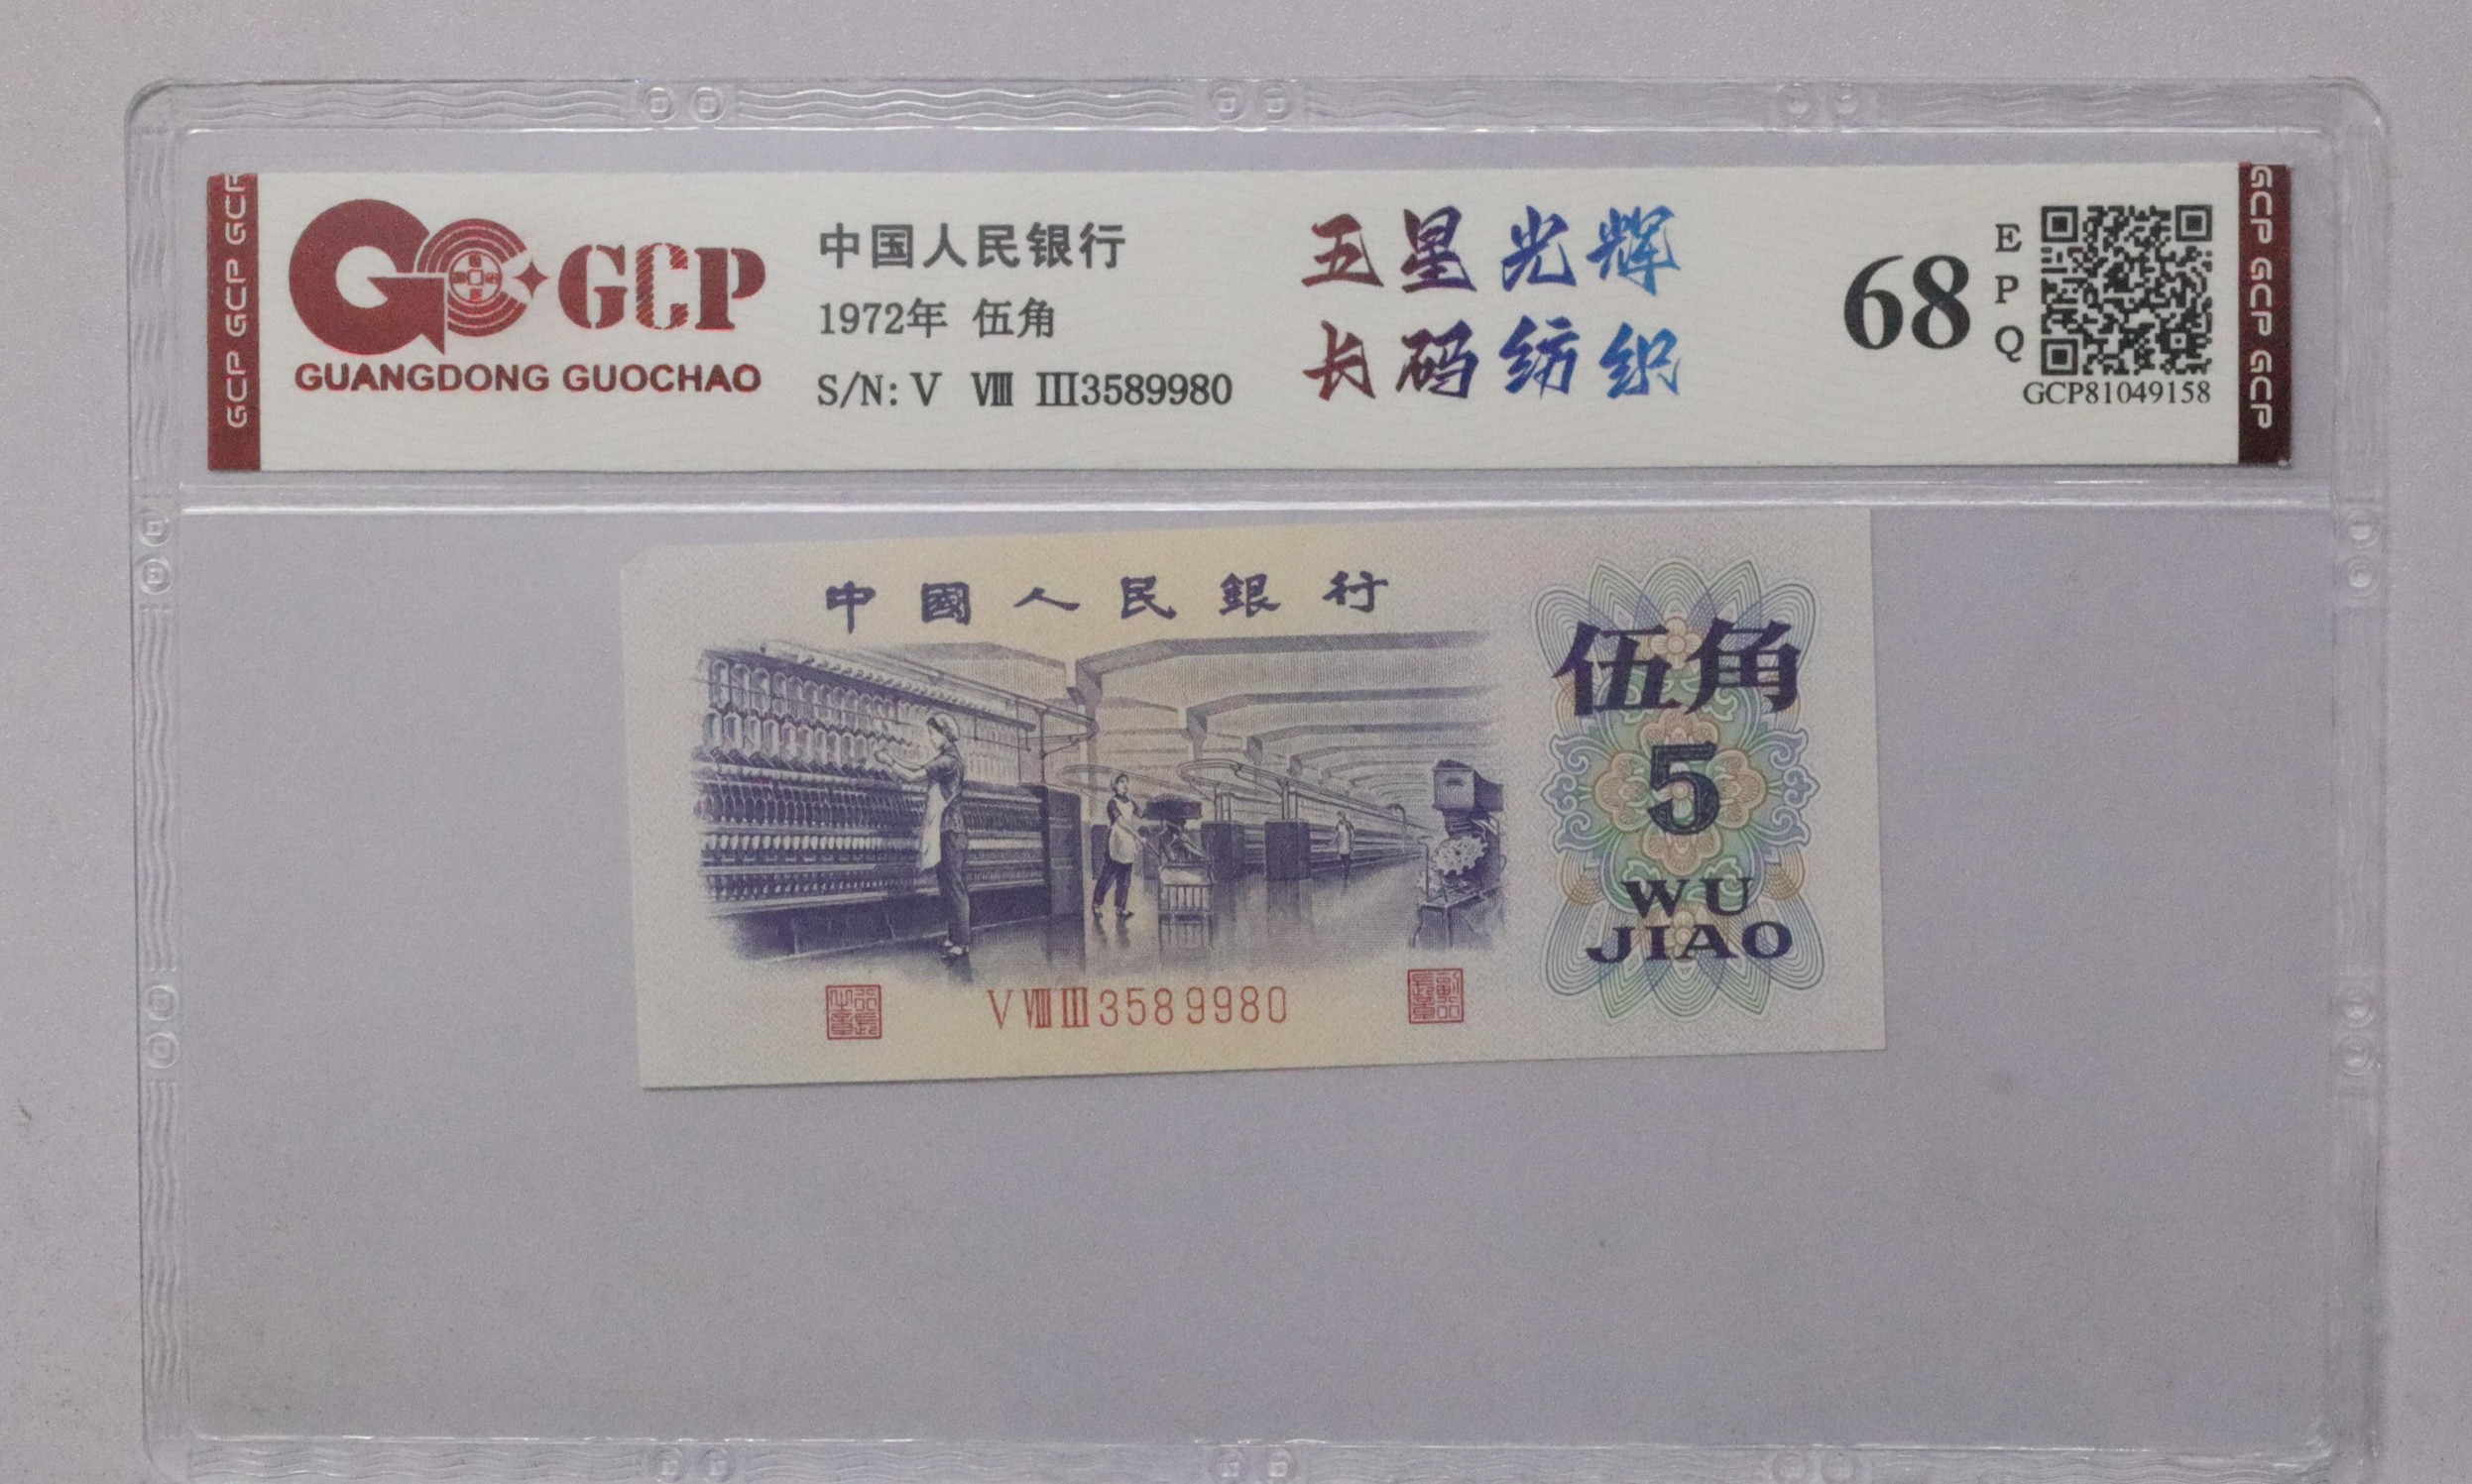 GCP GCP GCP
GCP
GUANGDONG GUOCHAO
中国人民银行
1972年 伍角
S/N: V Ⅷ Ⅲ3589980
五星光辉
长码纺织
68
E
P
Q
GCP81049158
GCP GCP GCP
中國人民銀行
伍角
5
WU
JIAO
V Ⅷ Ⅲ 3589980